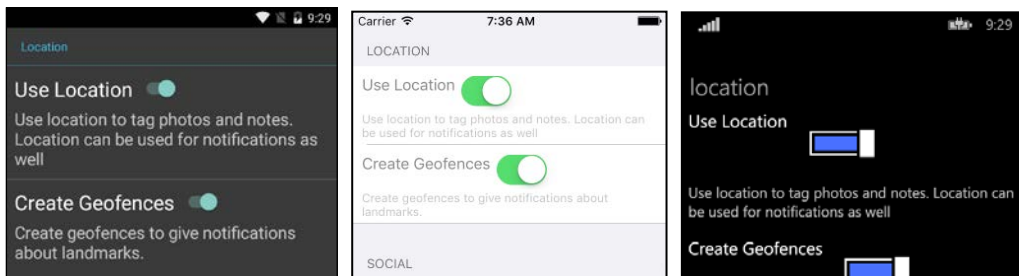 9:29
Location
Use Location
Use location to tag photos and notes.
Location can be used for notifications as
well
Create Geofences
Create geofences to give notifications
about landmarks.
Carrier 7:36 AM
LOCATION
Use Location
Use location to tag photos and notes. Location can
be used for notifications as well
Create Geofences
Create geofences to give notifications about
landmarks.
SOCIAL
9:29
location
Use Location
Use location to tag photos and notes. Location can
be used for notifications as well
Create Geofences